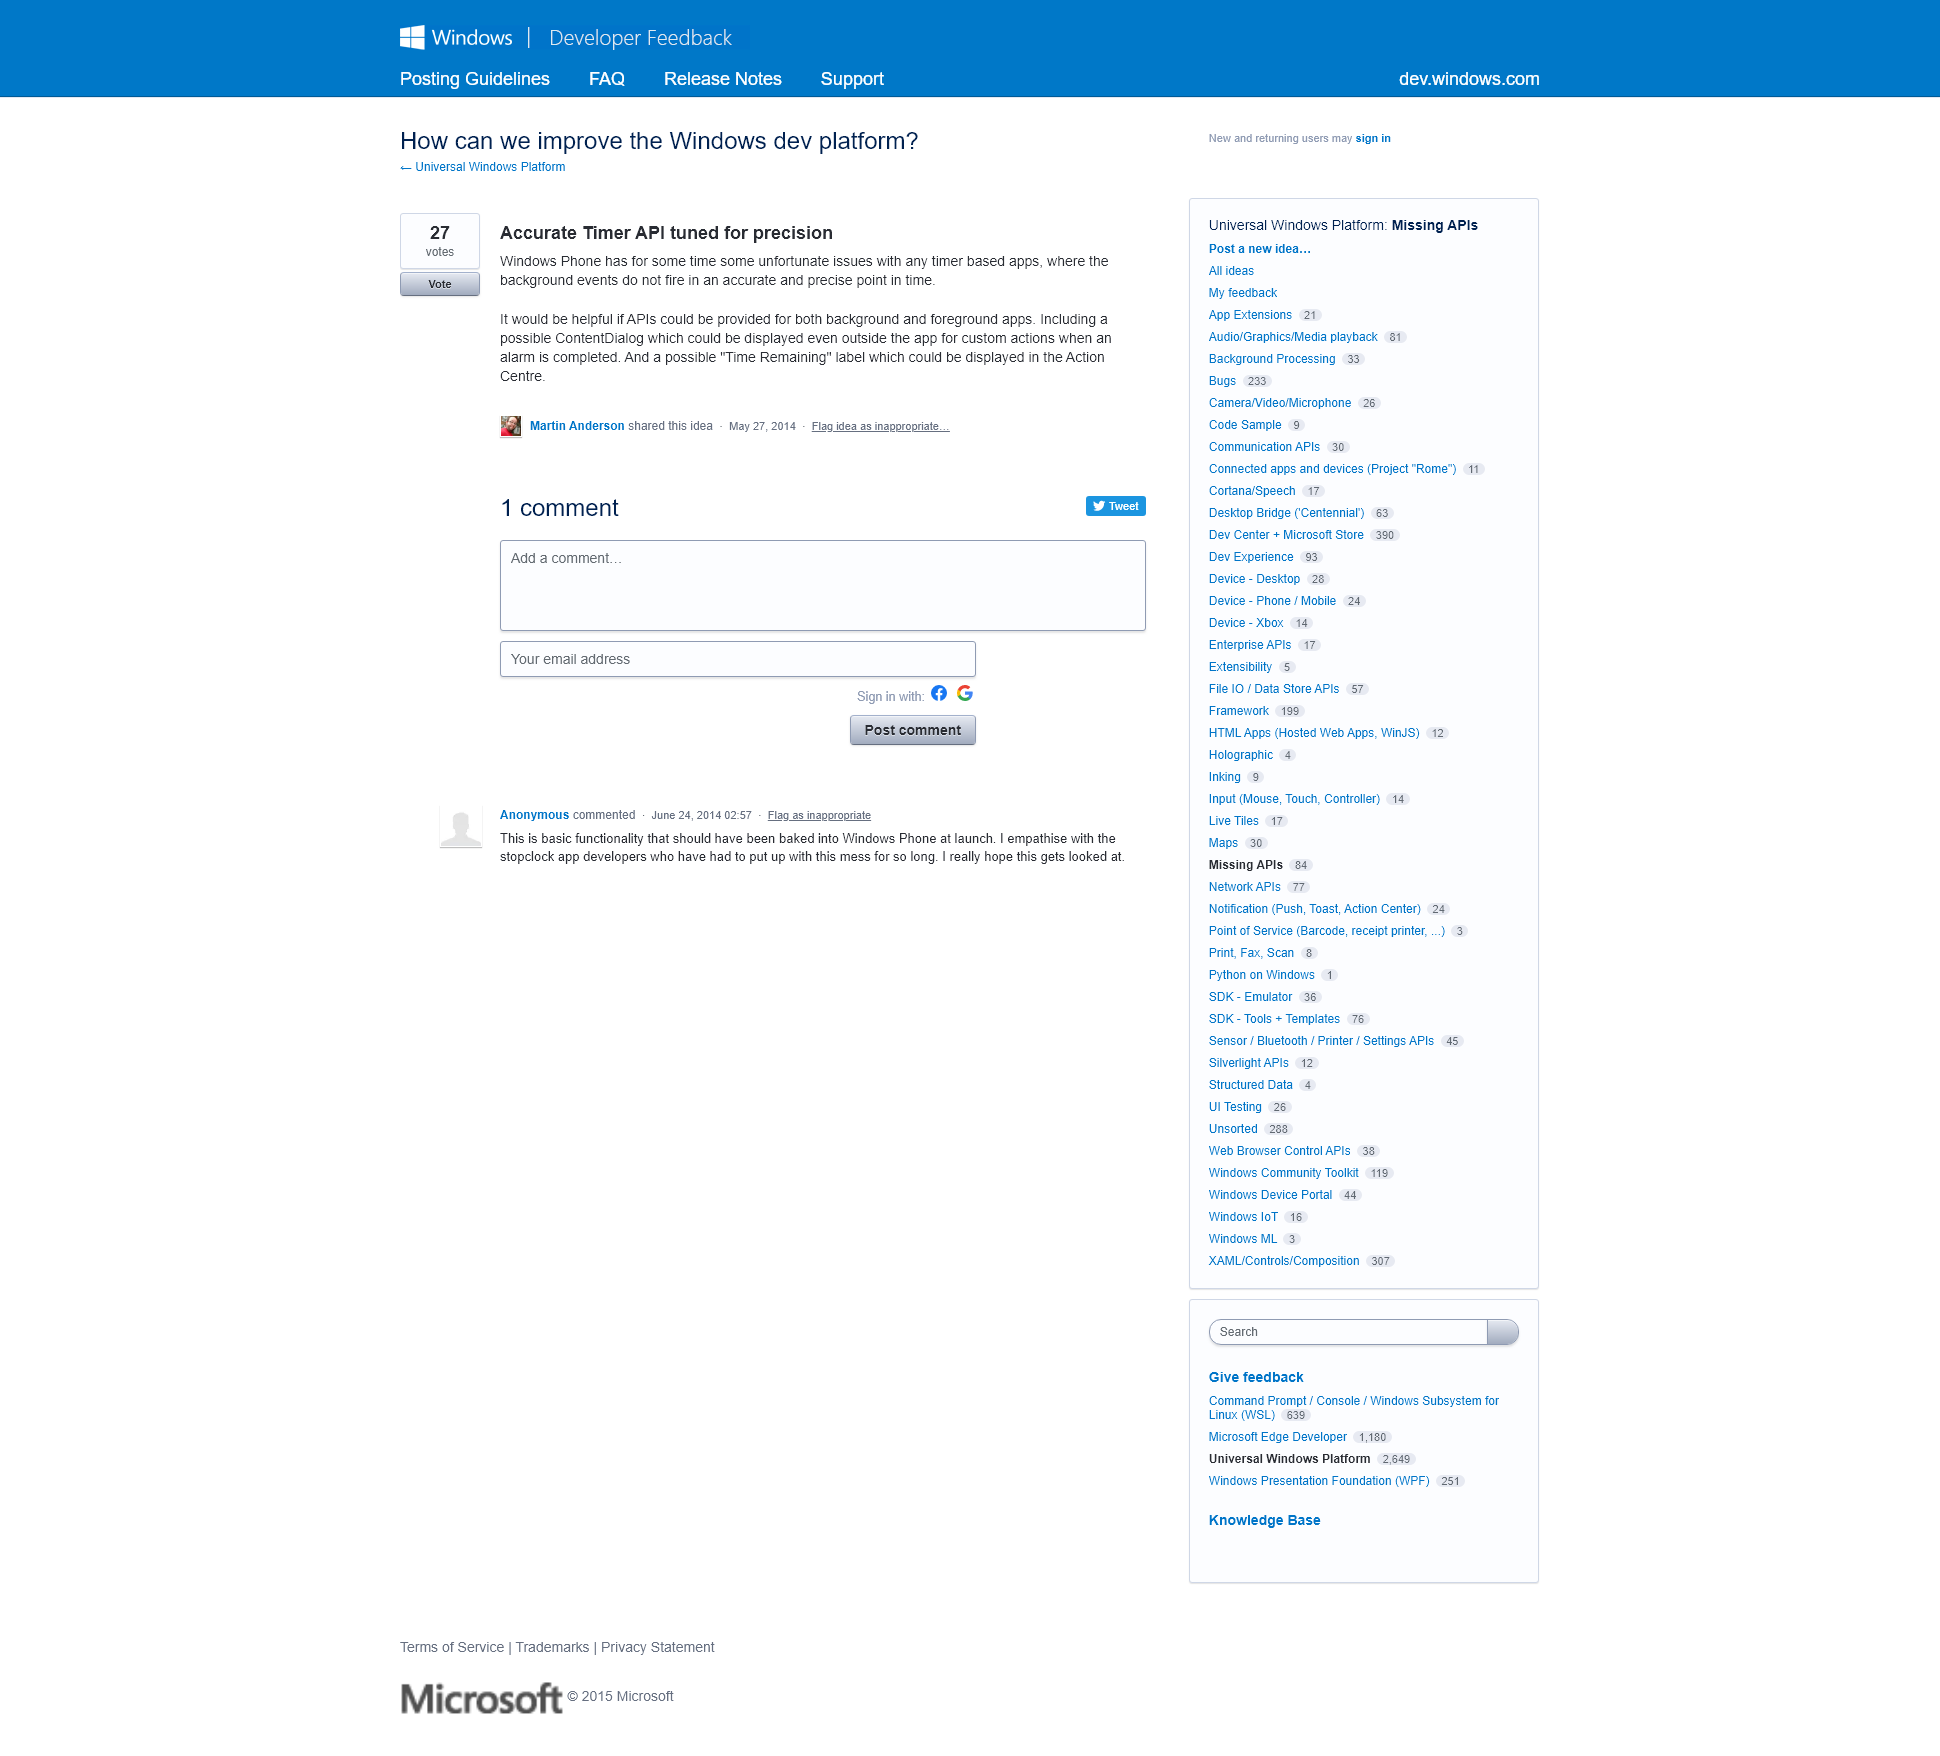 Windows | Developer Feedback
Posting Guidelines FAQ Release Notes Support dev.windows.com
How can we improve the Windows dev platform?
← Universal Windows Platform
New and returning users may sign in
27
votes
Vote
Accurate Timer API tuned for precision
Windows Phone has for some time some unfortunate issues with any timer based apps, where the
background events do not fire in an accurate and precise point in time.
It would be helpful if APIs could be provided for both background and foreground apps. Including a
possible ContentDialog which could be displayed even outside the app for custom actions when an
alarm is completed. And a possible "Time Remaining" label which could be displayed in the Action
Centre.
Martin Anderson shared this idea · May 27, 2014 · Flag idea as inappropriate…
1 comment
Tweet
Add a comment…
Your email address
Sign in with:
Post comment
Anonymous commented · June 24, 2014 02:57 · Flag as inappropriate
This is basic functionality that should have been baked into Windows Phone at launch. I empathise with the
stopclock app developers who have had to put up with this mess for so long. I really hope this gets looked at.
Universal Windows Platform: Missing APIs
Post a new idea…
All ideas
My feedback
App Extensions 21
Audio/Graphics/Media playback 81
Background Processing 33
Bugs 233
Camera/Video/Microphone 26
Code Sample 9
Communication APIs 30
Connected apps and devices (Project "Rome") 11
Cortana/Speech 17
Desktop Bridge ('Centennial') 63
Dev Center + Microsoft Store 390
Dev Experience 93
Device - Desktop 28
Device - Phone / Mobile 24
Device - Xbox 14
Enterprise APIs 17
Extensibility 5
File IO / Data Store APIs 57
Framework 199
HTML Apps (Hosted Web Apps, WinJS) 12
Holographic 4
Inking 9
Input (Mouse, Touch, Controller) 14
Live Tiles 17
Maps 30
Missing APIs 84
Network APIs 77
Notification (Push, Toast, Action Center) 24
Point of Service (Barcode, receipt printer, ...) 3
Print, Fax, Scan 8
Python on Windows 1
SDK - Emulator 36
SDK - Tools + Templates 76
Sensor / Bluetooth / Printer / Settings APIs 45
Silverlight APIs 12
Structured Data 4
UI Testing 26
Unsorted 288
Web Browser Control APIs 38
Windows Community Toolkit 119
Windows Device Portal 44
Windows IoT 16
Windows ML 3
XAML/Controls/Composition 307
Search
Give feedback
Command Prompt / Console / Windows Subsystem for
Linux (WSL) 639
Microsoft Edge Developer 1,180
Universal Windows Platform 2,649
Windows Presentation Foundation (WPF) 251
Knowledge Base
Terms of Service | Trademarks | Privacy Statement
Microsoft © 2015 Microsoft